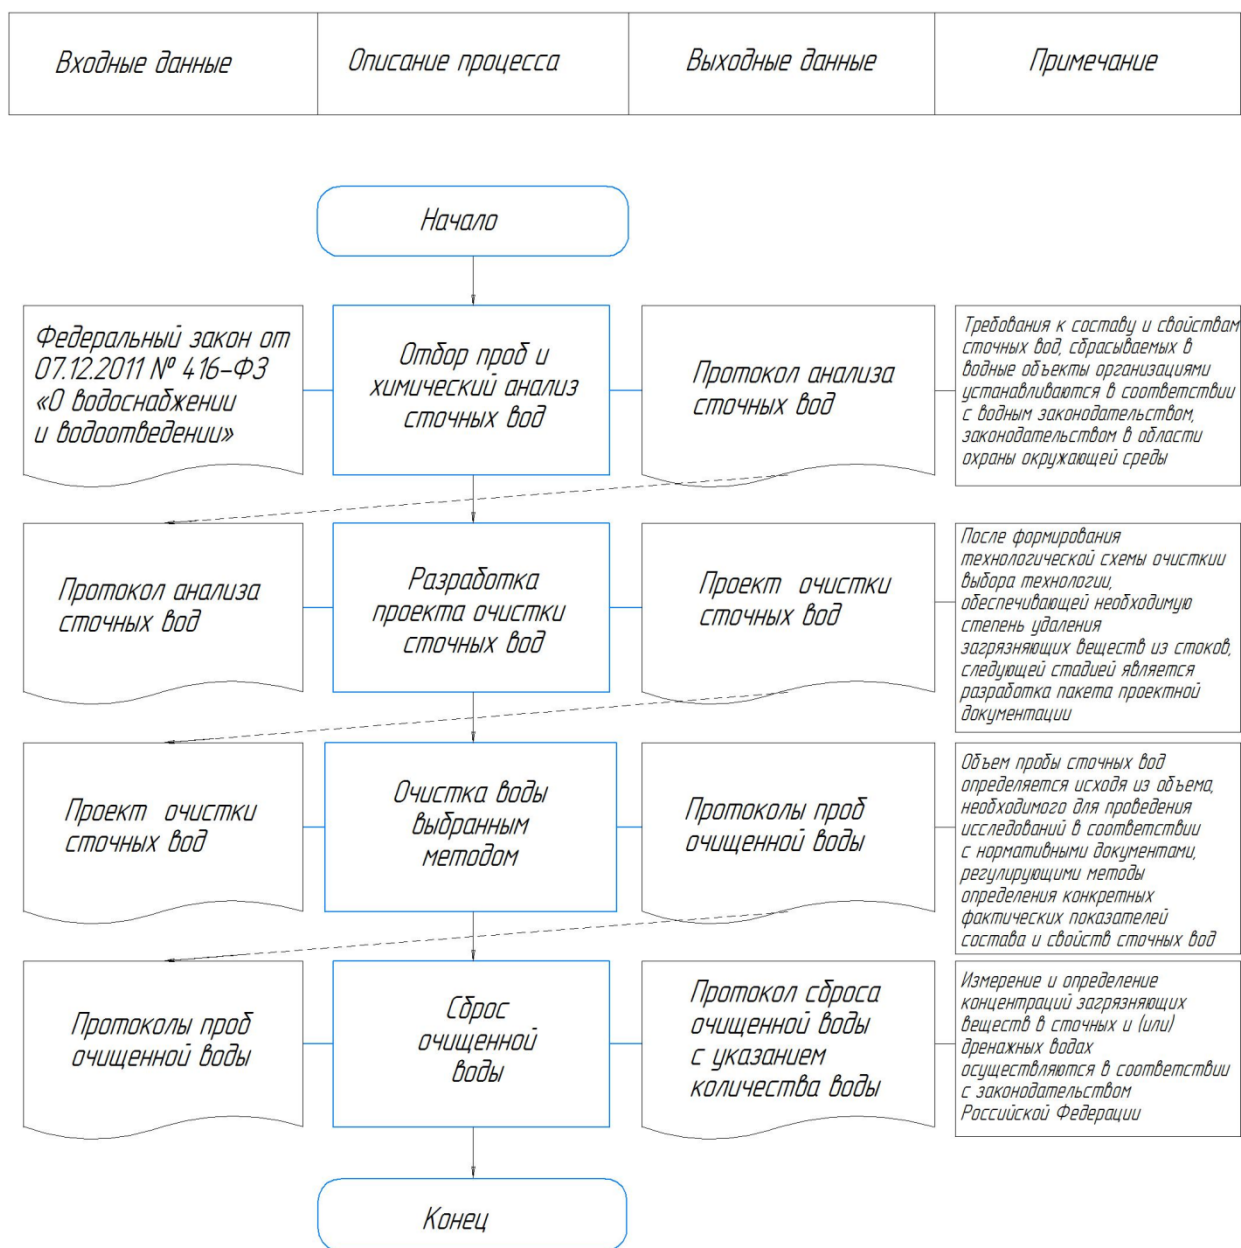 Входные данные
Описание процесса
Выходные данные
Примечание
Начало
Федеральный закон от
07.12.2011 № 416-ФЗ
«О водоснабжении
и водоотведении»
Отбор проб и
химический анализ
сточных вод
Протокол анализа
сточных вод
Требования к составу и свойствам
сточных вод, сбрасываемых в
водные объекты организациями
устанавливаются в соответствии
с водным законодательством,
законодательством в области
охраны окружающей среды
Протокол анализа
сточных вод
Разработка
проекта очистки
сточных вод
Проект очистки
сточных вод
После формирования
технологической схемы очисткии
выбора технологии,
обеспечивающей необходимую
степень удаления
загрязняющих веществ из стоков,
следующей стадией является
разработка пакета проектной
документации
Проект очистки
сточных вод
Очистка воды
выбранным
методом
Протоколы проб
очищенной воды
Объем пробы сточных вод
определяется исходя из объема,
необходимого для проведения
исследований в соответствии
с нормативными документами,
регулирующими методы
определения конкретных
фактических показателей
состава и свойств сточных вод
Протоколы проб
очищенной воды
Сброс
очищенной
воды
Протокол сброса
очищенной воды
с указанием
количества воды
Измерение и определение
концентраций загрязняющих
веществ в сточных и (или)
дренажных водах
осуществляются в соответствии
с законодательством
Российской Федерации
Конец